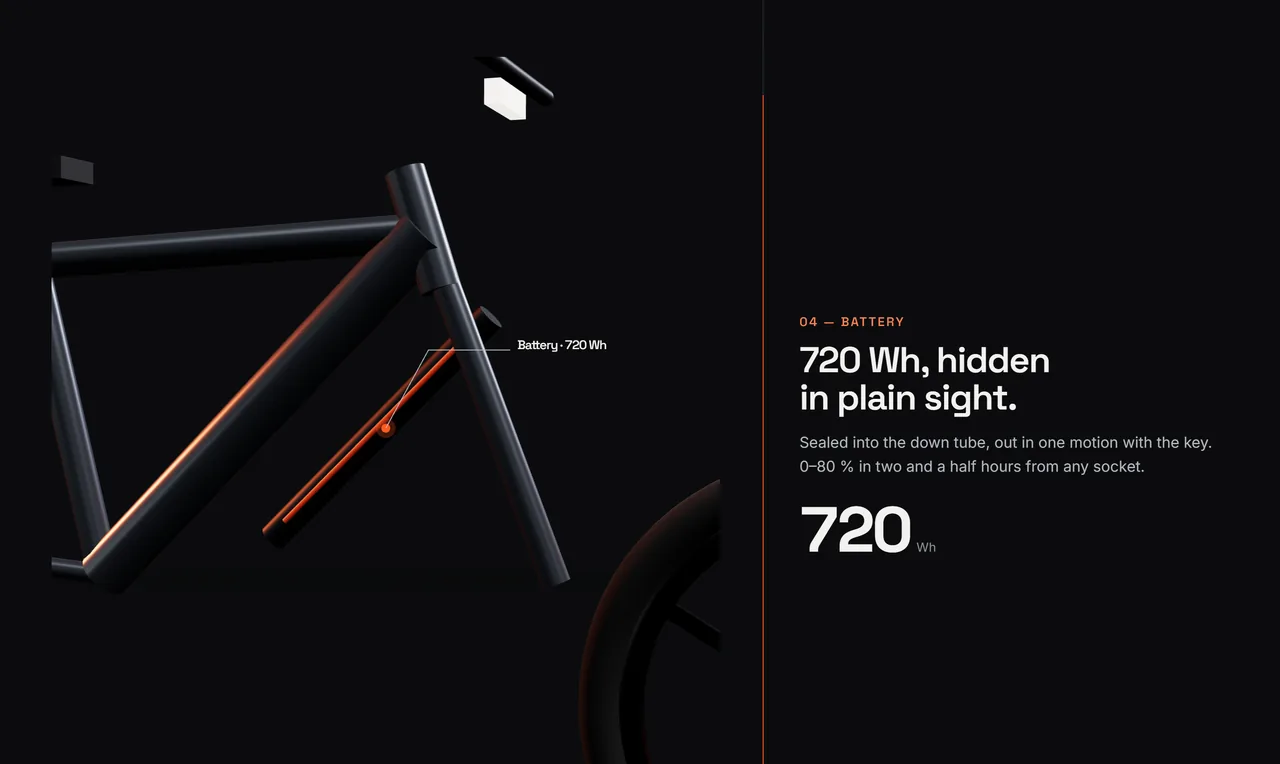 Battery · 720 Wh
04 — BATTERY
720 Wh, hidden
in plain sight.
Sealed into the down tube, out in one motion with the key.
0–80 % in two and a half hours from any socket.
720 Wh